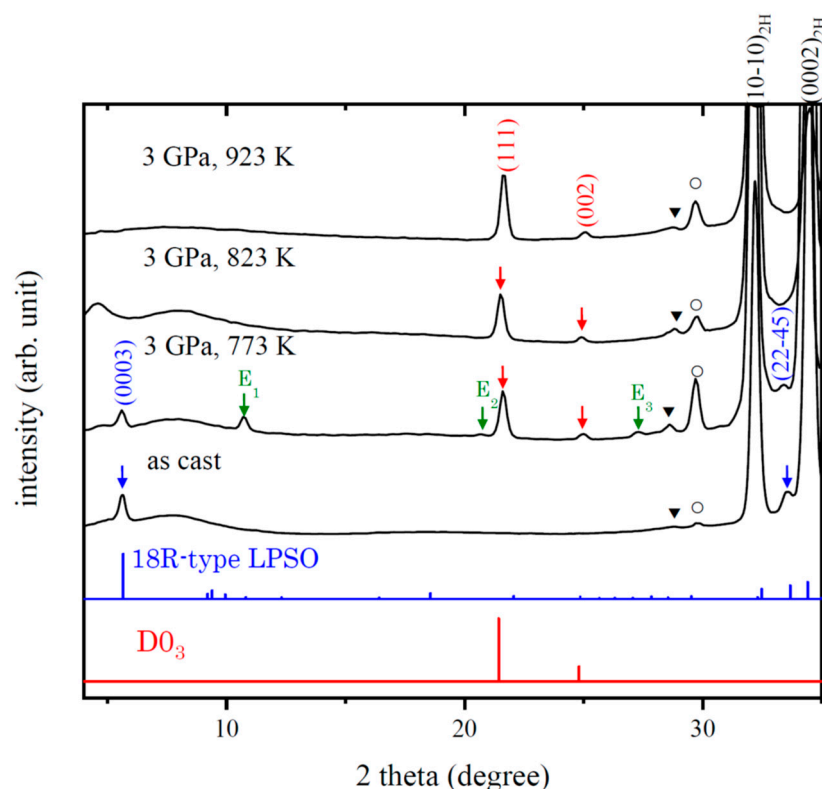 10-10)2H
(0002)2H
3 GPa, 923 K
(111)
(002)
▼
○
3 GPa, 823 K
▼
○
(22-45)
3 GPa, 773 K
(0003)
E1
E2
E3
▼
○
as cast
▼
○
18R-type LPSO
D03
10
20
30
2 theta (degree)
intensity (arb. unit)